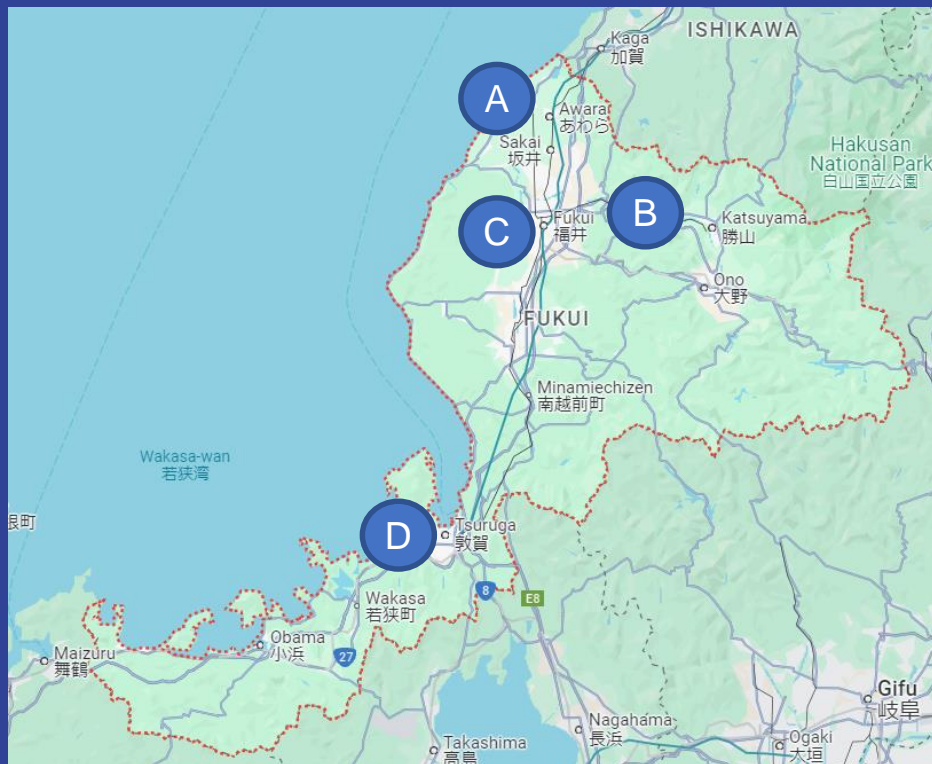 ISHIKAWA
Kaga
加賀
A
Awara
あわら
Sakai
坂井
Hakusan
National Park
白山国立公園
B
C
Fukui
福井
Katsuyama
勝山
Ono
大野
FUKUI
Minamiechizen
南越前町
Wakasa-wan
若狭湾
根町
D
Tsuruga
敦賀
8
E8
Wakasa
若狭町
Obama
小浜
27
Maizuru
舞鶴
Gifu
岐阜
Nagahama
長浜
Ogaki
大垣
Takashima
高島